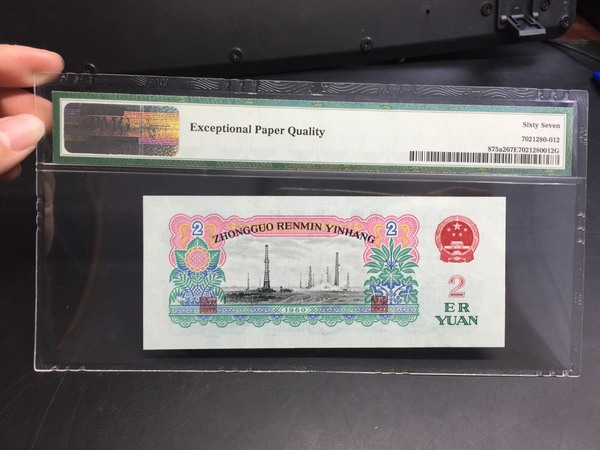 Exceptional Paper Quality
Sixty Seven
7021280-012
875a267E7021280012G
2
2
ZHONGGUO RENMIN YINHANG
1960
2
ER
YUAN